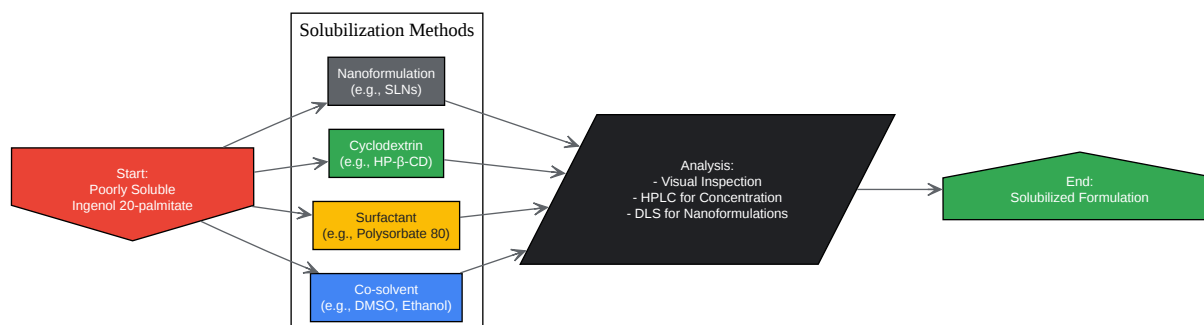 Solubilization Methods
Nanoformulation
(e.g., SLNs)
Cyclodextrin
(e.g., HP-β-CD)
Surfactant
(e.g., Polysorbate 80)
Co-solvent
(e.g., DMSO, Ethanol)
Start:
Poorly Soluble
Ingenol 20-palmitate
Analysis:
- Visual Inspection
- HPLC for Concentration
- DLS for Nanoformulations
End:
Solubilized Formulation